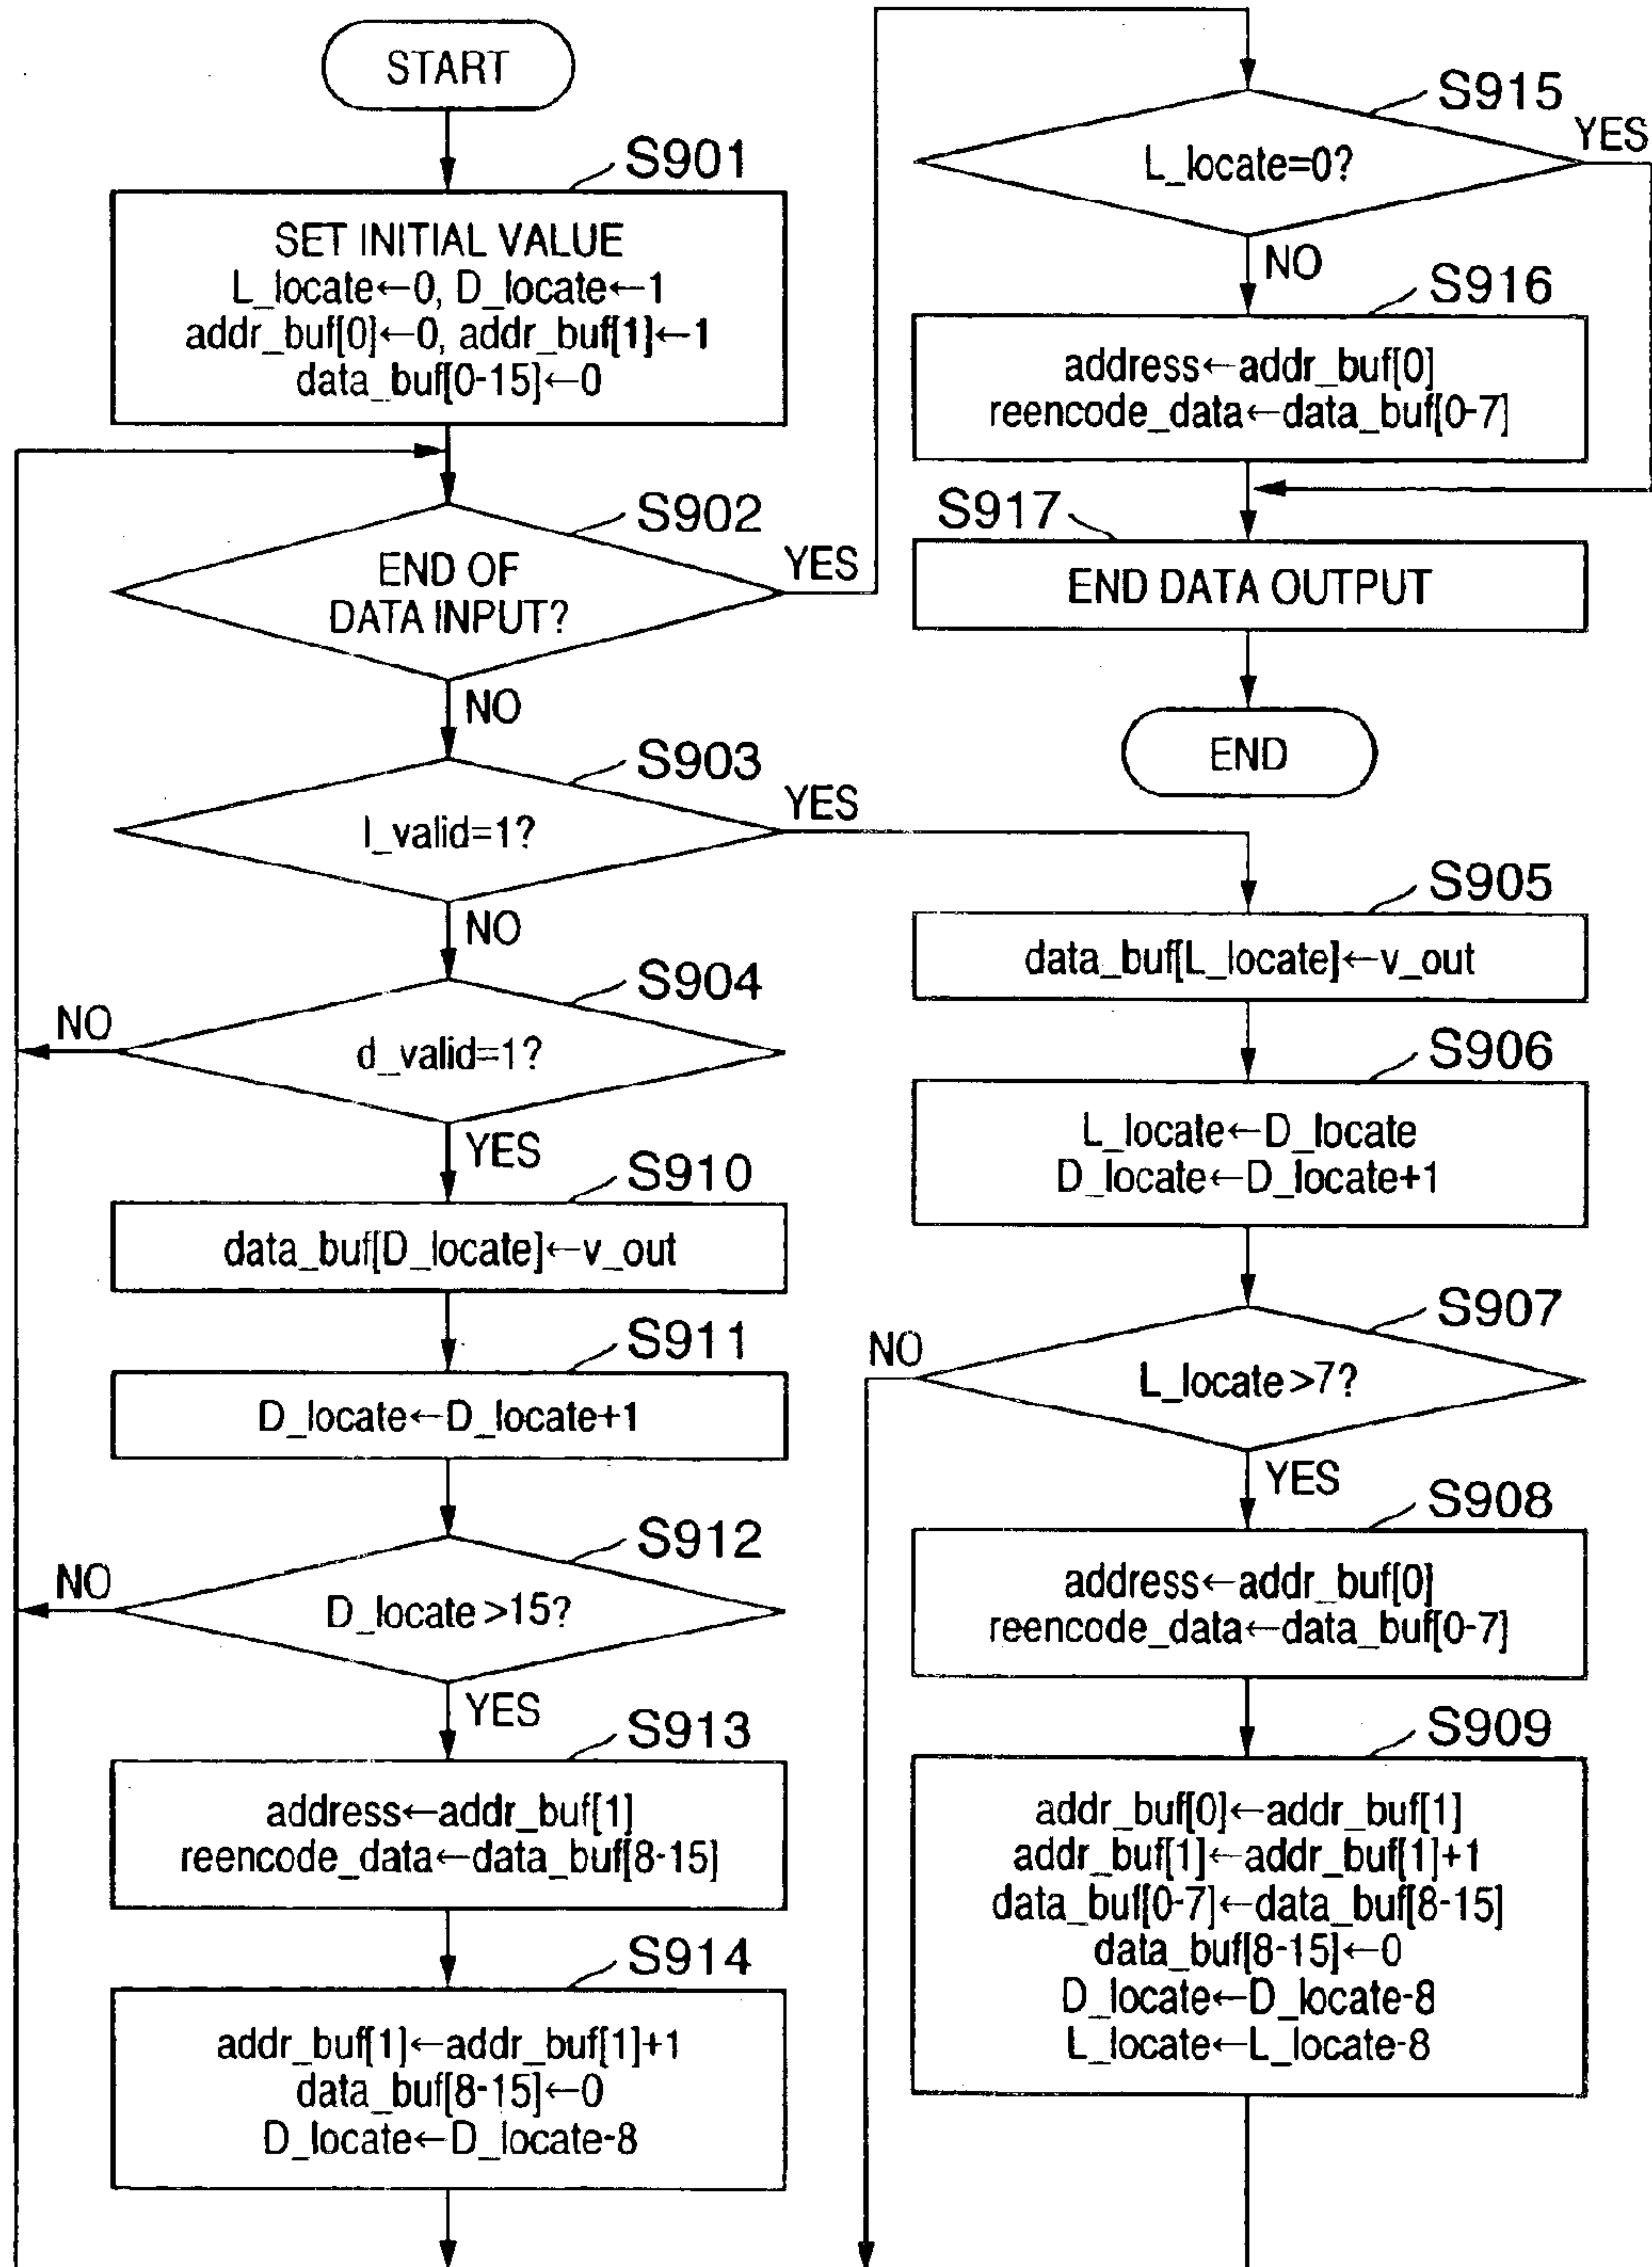 START
S901
SET INITIAL VALUE
L_locate←0, D_locate←1
addr_buf[0]←0, addr_buf[1]←1
data_buf[0-15]←0
S902
END OF
DATA INPUT?
YES
NO
S903
l_valid=1?
YES
NO
S904
d_valid=1?
NO
YES
S910
data_buf[D_locate]←v_out
S911
D_locate←D_locate+1
S912
D_locate>15?
NO
YES
S913
address←addr_buf[1]
reencode_data←data_buf[8-15]
S914
addr_buf[1]←addr_buf[1]+1
data_buf[8-15]←0
D_locate←D_locate-8
S915
L_locate=0?
YES
NO
S916
address←addr_buf[0]
reencode_data←data_buf[0-7]
S917
END DATA OUTPUT
END
S905
data_buf[L_locate]←v_out
S906
L_locate←D_locate
D_locate←D_locate+1
S907
L_locate>7?
NO
YES
S908
address←addr_buf[0]
reencode_data←data_buf[0-7]
S909
addr_buf[0]←addr_buf[1]
addr_buf[1]←addr_buf[1]+1
data_buf[0-7]←data_buf[8-15]
data_buf[8-15]←0
D_locate←D_locate-8
L_locate←L_locate-8